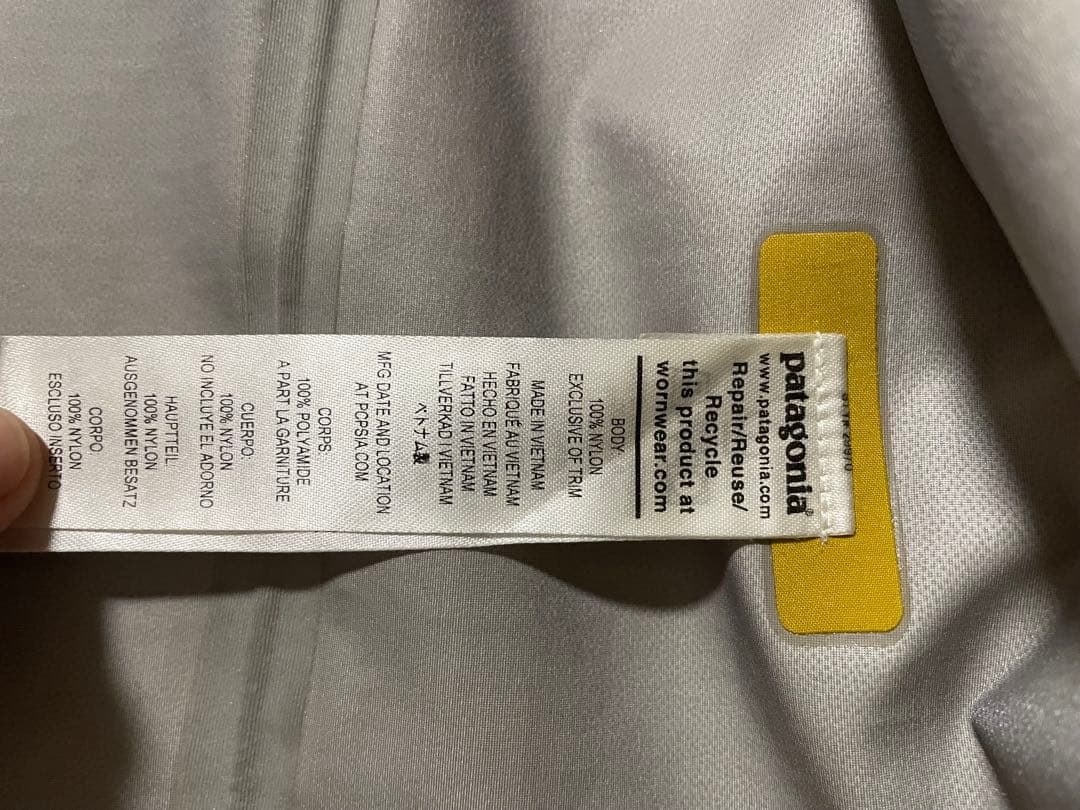 patagonia®
www.patagonia.com
Repair/Reuse/
Recycle
this product at
wornwear.com
BODY:
100% NYLON
EXCLUSIVE OF TRIM
MADE IN VIETNAM
FABRIQUÉ AU VIETNAM
HECHO EN VIETNAM
FATTO IN VIETNAM
TILLVERKAD VIETNAM
ベトナム製
MFG DATE AND LOCATION
AT POPSIA.COM
CORPS:
100% POLYAMIDE
A PART LA GARNITURE
CUERPO:
100% NYLON
NO INCLUYE EL ADORNO
HAUPTTEIL:
100% NYLON
AUSGENOMMEN BESATZ
CORPO:
100% NYLON
ESCLUSO INSERTO